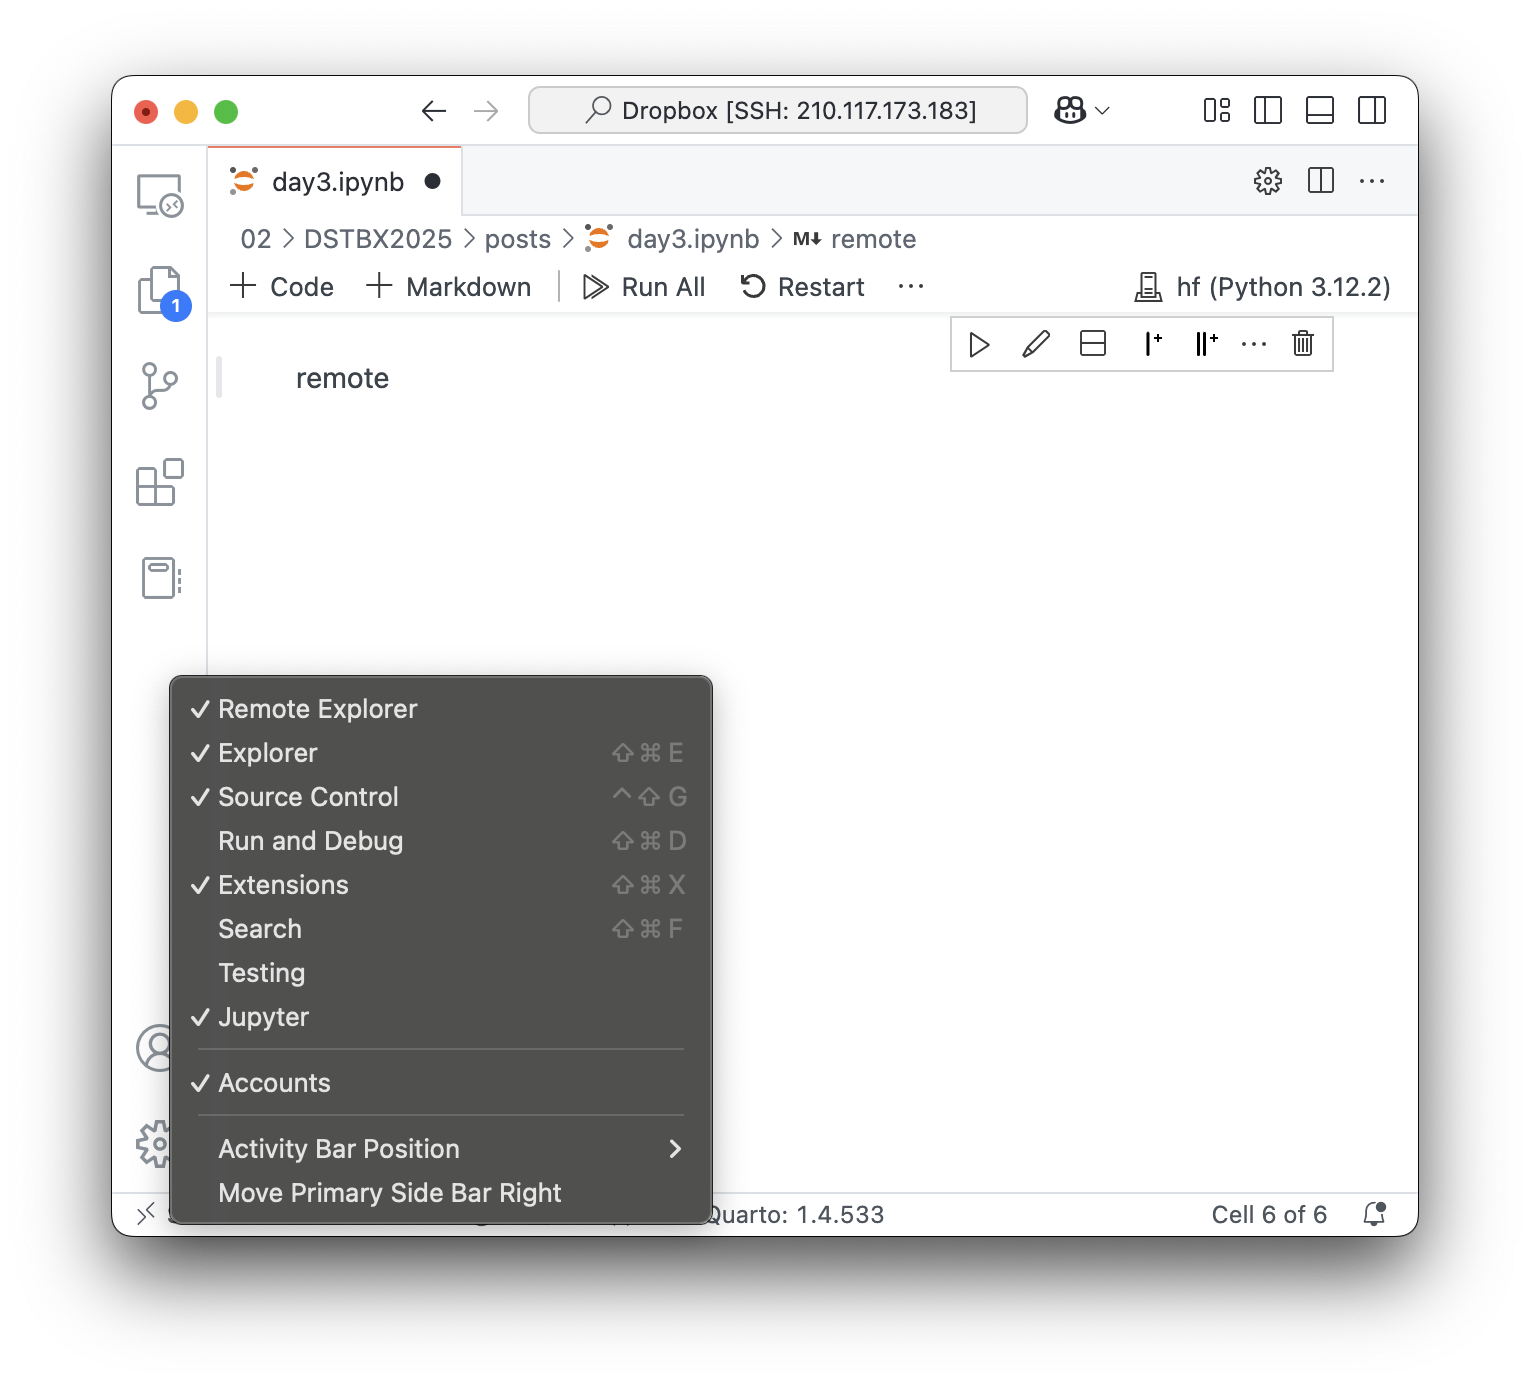 Dropbox [SSH: 210.117.173.183]
day3.ipynb
02 > DSTBX2025 > posts > day3.ipynb > M↓ remote
+ Code + Markdown Run All Restart ··· hf (Python 3.12.2)
1
remote
✓ Remote Explorer
✓ Explorer ⇧⌘E
✓ Source Control ^⇧G
Run and Debug ⇧⌘D
✓ Extensions ⇧⌘X
Search ⇧⌘F
Testing
✓ Jupyter
✓ Accounts
Activity Bar Position >
Move Primary Side Bar Right
Quarto: 1.4.533 Cell 6 of 6